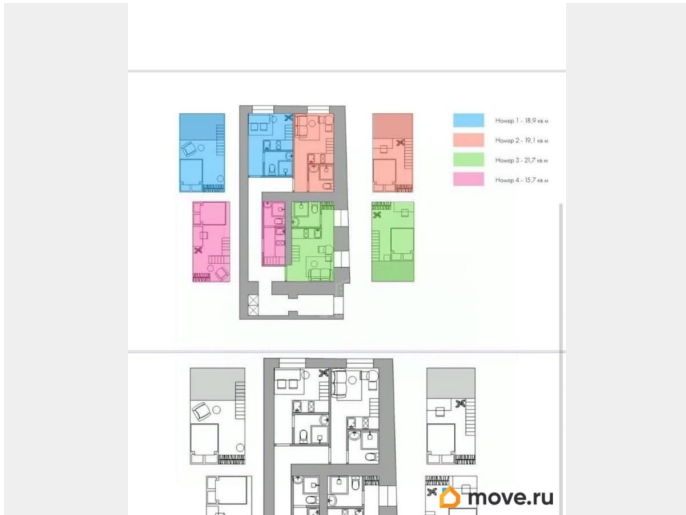 Номер 1 - 18,9 кв м
Номер 2 - 19,1 кв м
Номер 3 - 21,7 кв м
Номер 4 - 15,7 кв м
move.ru